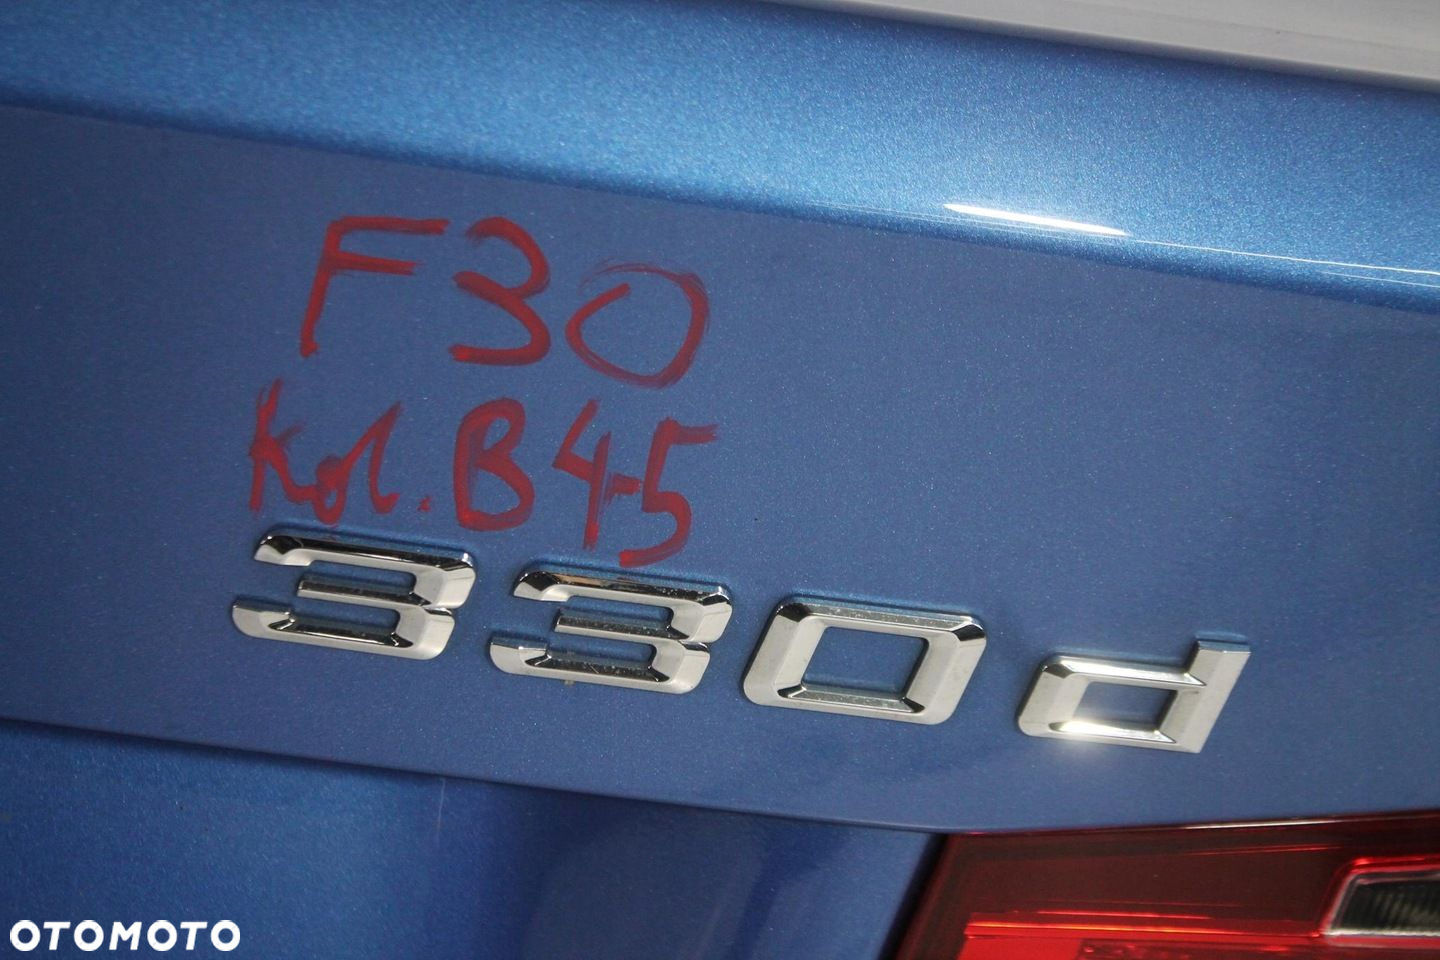 F30
Kol. B45
330d
OTOMOTO